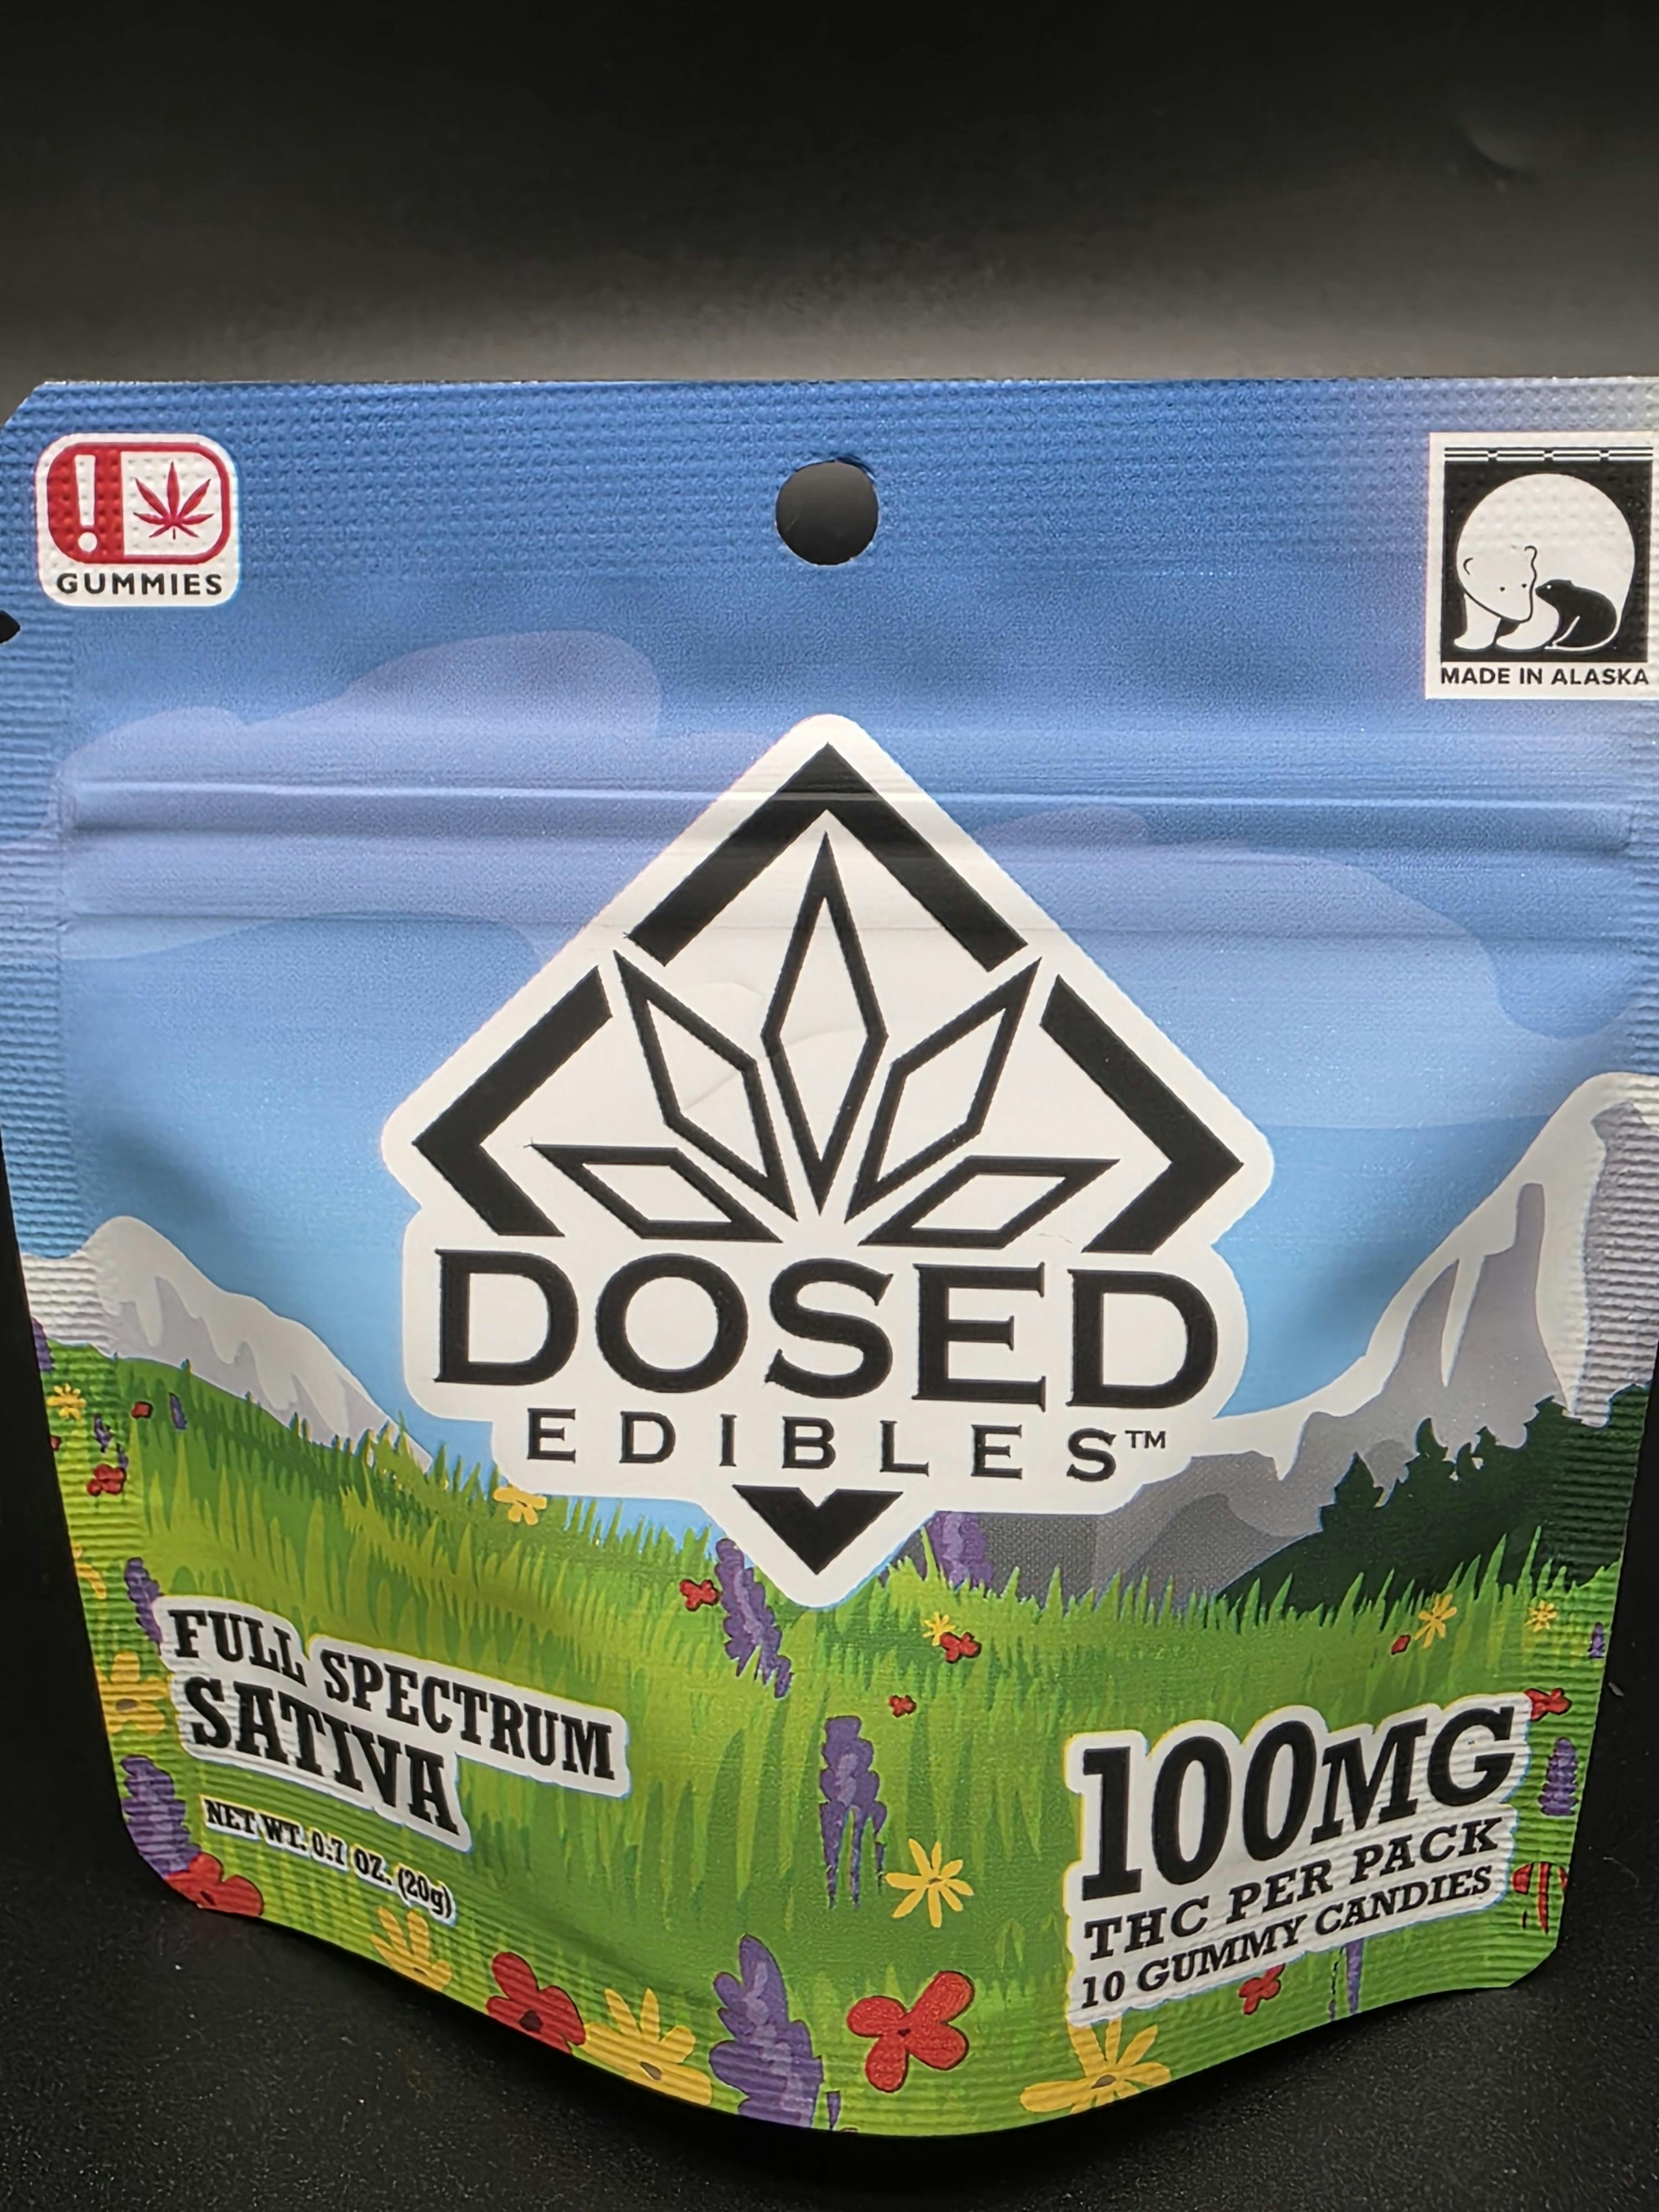 !
GUMMIES
MADE IN ALASKA
DOSED
EDIBLES™
FULL SPECTRUM
SATIVA
NET WT. 0.7 OZ. (20g)
100MG
THC PER PACK
10 GUMMY CANDIES